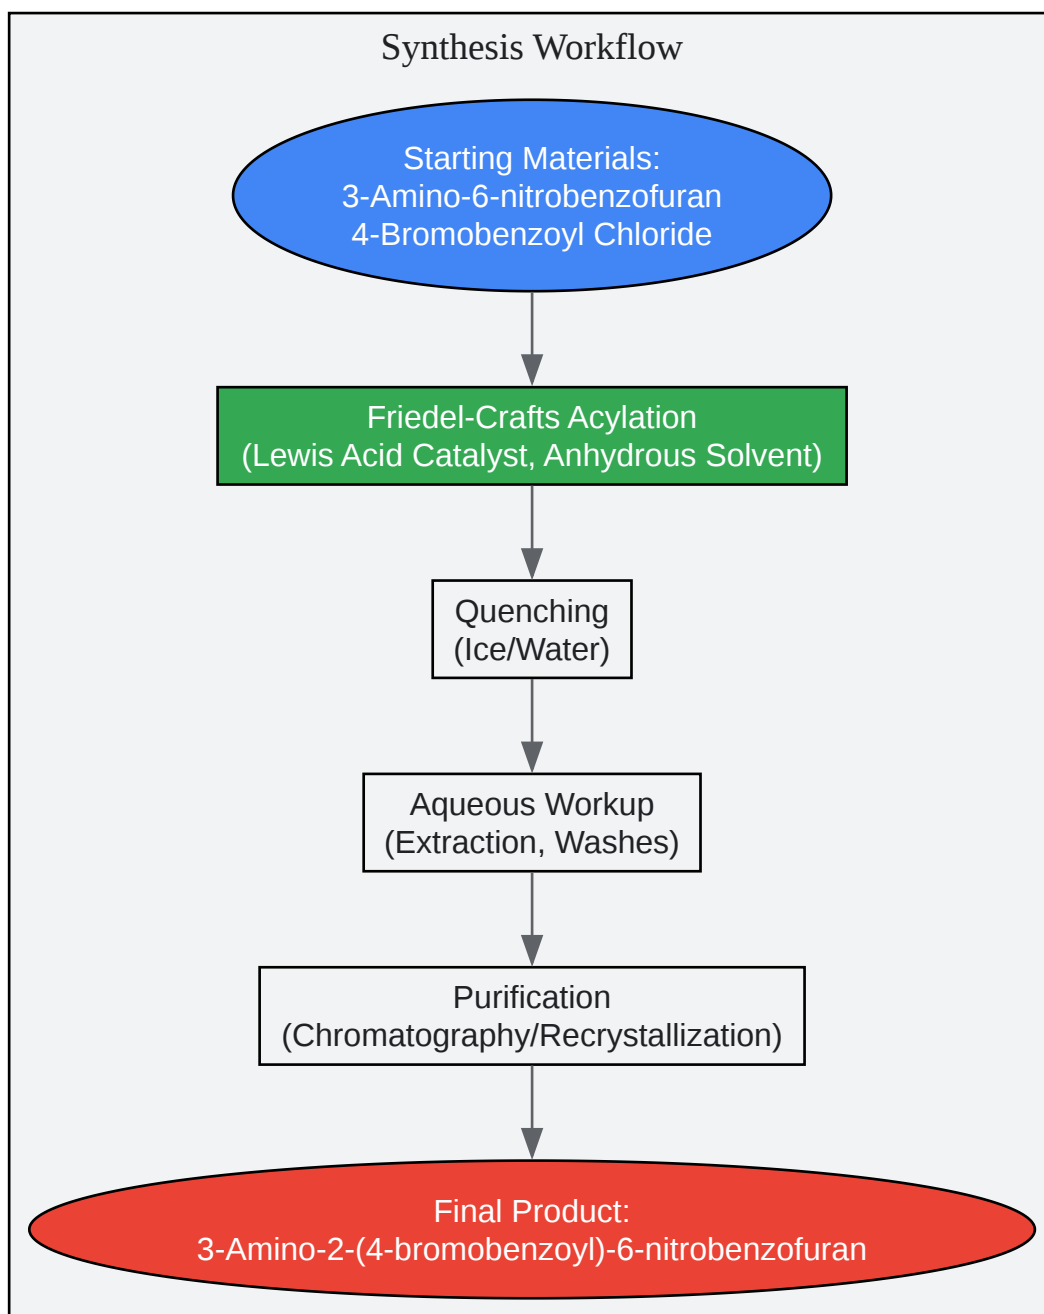 Synthesis Workflow
Starting Materials:
3-Amino-6-nitrobenzofuran
4-Bromobenzoyl Chloride
Friedel-Crafts Acylation
(Lewis Acid Catalyst, Anhydrous Solvent)
Quenching
(Ice/Water)
Aqueous Workup
(Extraction, Washes)
Purification
(Chromatography/Recrystallization)
Final Product:
3-Amino-2-(4-bromobenzoyl)-6-nitrobenzofuran